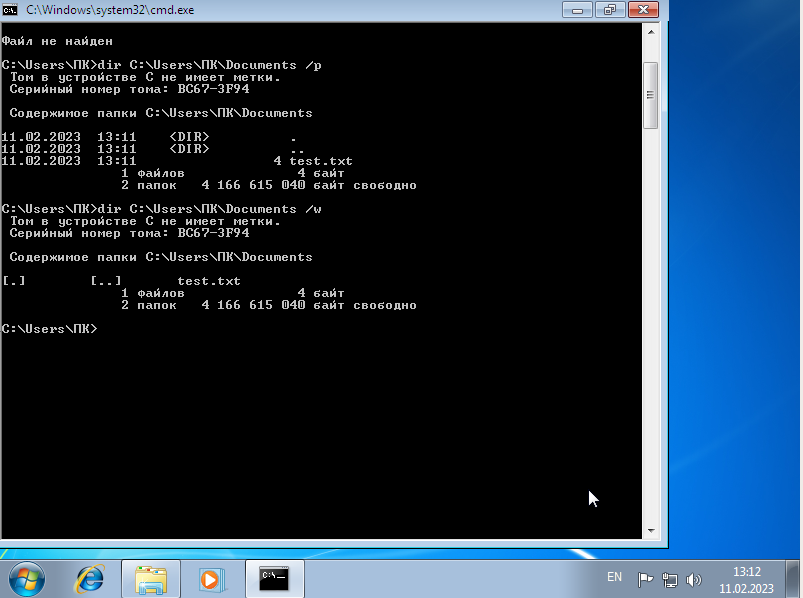 C:\Windows\system32\cmd.exe
Файл не найден
C:\Users\ПК>dir C:\Users\ПК\Documents /p
Том в устройстве C не имеет метки.
Серийный номер тома: BC67-3F94
Содержимое папки C:\Users\ПК\Documents
11.02.2023 13:11 <DIR> .
11.02.2023 13:11 <DIR> ..
11.02.2023 13:11 4 test.txt
1 файлов 4 байт
2 папок 4 166 615 040 байт свободно
C:\Users\ПК>dir C:\Users\ПК\Documents /w
Том в устройстве C не имеет метки.
Серийный номер тома: BC67-3F94
Содержимое папки C:\Users\ПК\Documents
[.] [..] test.txt
1 файлов 4 байт
2 папок 4 166 615 040 байт свободно
C:\Users\ПК>
EN
13:12
11.02.2023